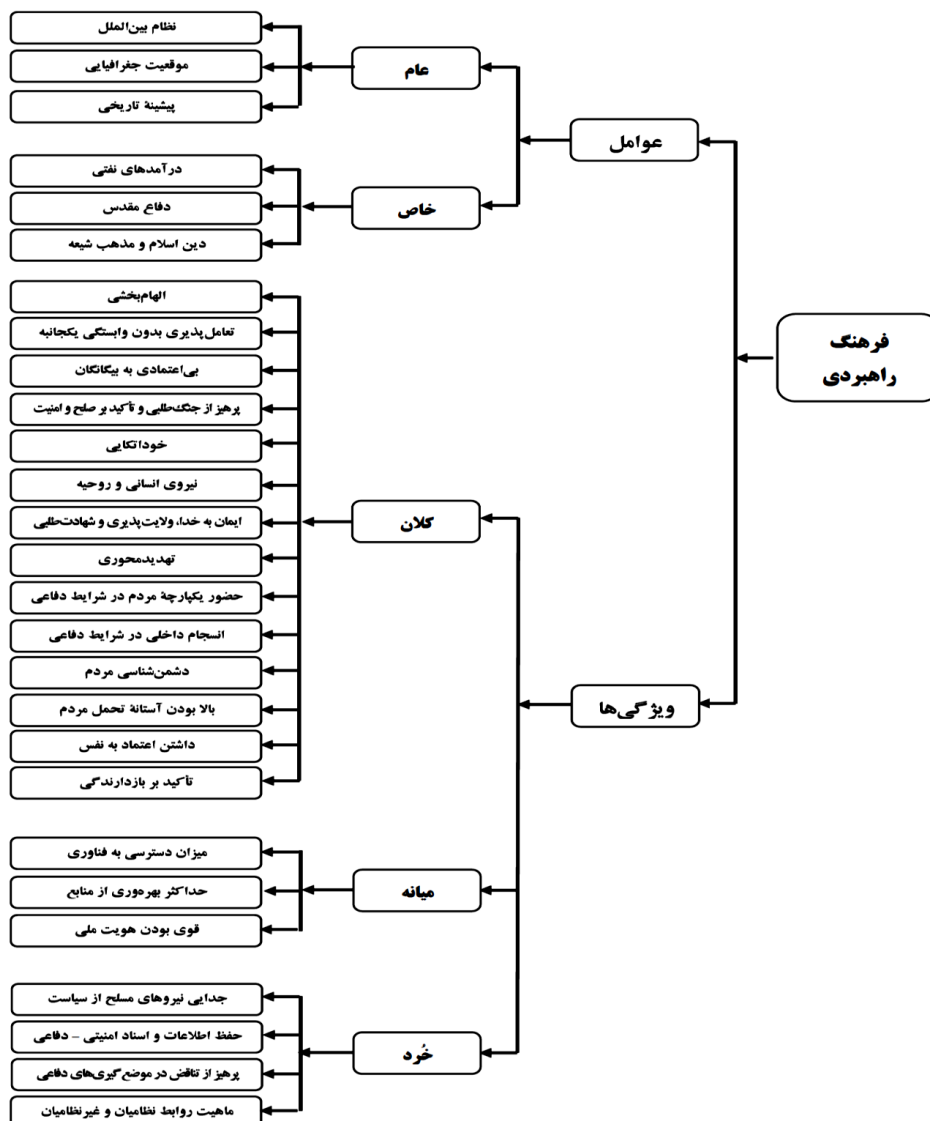 فرهنگ
راهبردی
عوامل
عام
نظام بین‌الملل
موقعیت جغرافیایی
پیشینۀ تاریخی
خاص
درآمدهای نفتی
دفاع مقدس
دین اسلام و مذهب شیعه
ویژگی‌ها
کلان
الهام‌بخشی
تعامل‌پذیری بدون وابستگی یکجانبه
بی‌اعتمادی به بیگانگان
پرهیز از جنگ‌طلبی و تأکید بر صلح و امنیت
خوداتکایی
نیروی انسانی و روحیه
ایمان به خدا، ولایت‌پذیری و شهادت‌طلبی
تهدیدمحوری
حضور یکپارچۀ مردم در شرایط دفاعی
انسجام داخلی در شرایط دفاعی
دشمن‌شناسی مردم
بالا بودن آستانۀ تحمل مردم
داشتن اعتماد به نفس
تأکید بر بازدارندگی
میانه
میزان دسترسی به فناوری
حداکثر بهره‌وری از منابع
قوی بودن هویت ملی
خُرد
جدایی نیروهای مسلح از سیاست
حفظ اطلاعات و اسناد امنیتی – دفاعی
پرهیز از تناقض در موضع‌گیری‌های دفاعی
ماهیت روابط نظامیان و غیرنظامیان